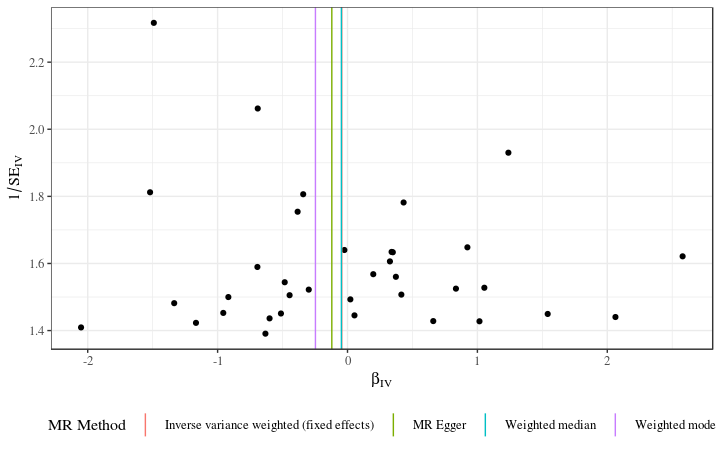 2.2
2.0
1.8
1.6
1.4
1/SE_IV
-2
-1
0
1
2
β_IV
MR Method
Inverse variance weighted (fixed effects)
MR Egger
Weighted median
Weighted mode